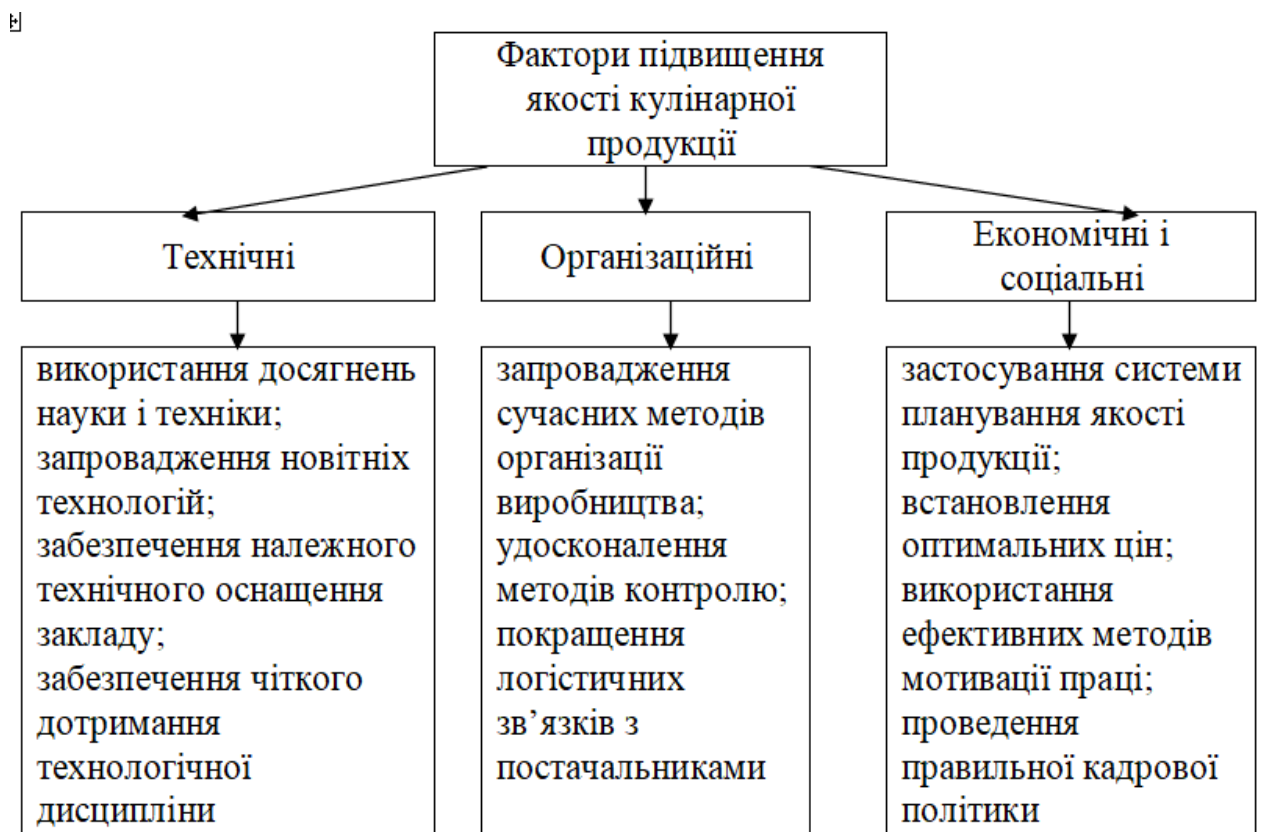 Фактори підвищення
якості кулінарної
продукції
Технічні
Організаційні
Економічні і
соціальні
використання досягнень
науки і техніки;
запровадження новітніх
технологій;
забезпечення належного
технічного оснащення
закладу;
забезпечення чіткого
дотримання
технологічної
дисципліни
запровадження
сучасних методів
організації
виробництва;
удосконалення
методів контролю;
покращення
логістичних
зв’язків з
постачальниками
застосування системи
планування якості
продукції;
встановлення
оптимальних цін;
використання
ефективних методів
мотивації праці;
проведення
правильної кадрової
політики